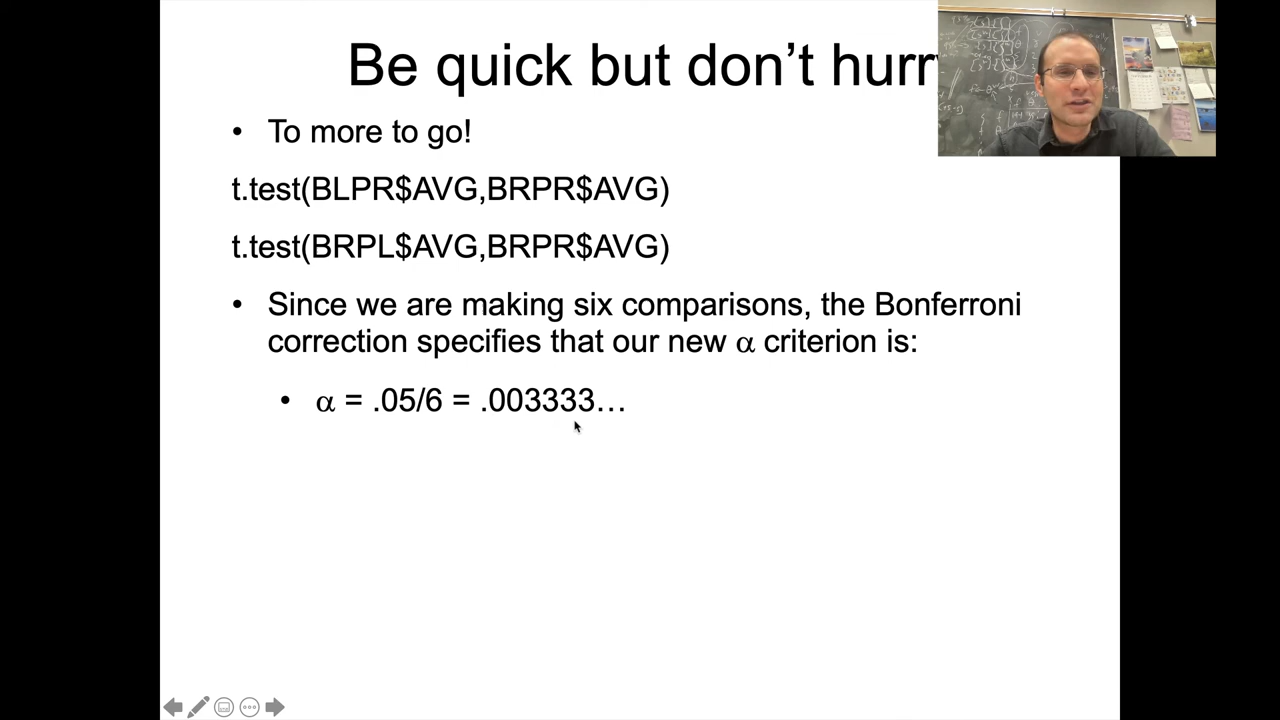 Be quick but don't hurr
• To more to go!
t.test(BLPR$AVG,BRPR$AVG)
t.test(BRPL$AVG,BRPR$AVG)
• Since we are making six comparisons, the Bonferroni
correction specifies that our new α criterion is:
• α = .05/6 = .003333…